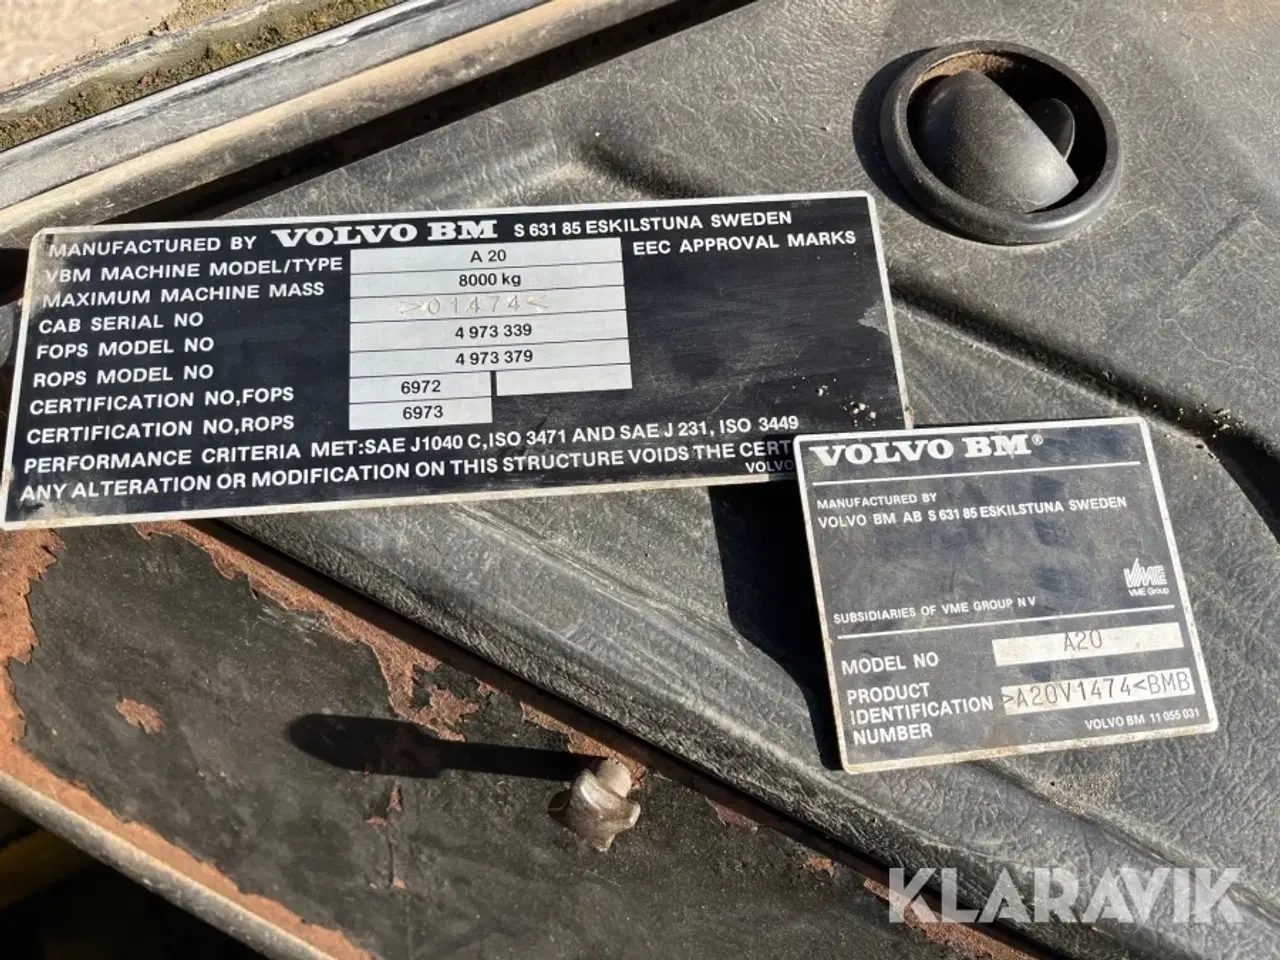 MANUFACTURED BY VOLVO BM S 631 85 ESKILSTUNA SWEDEN
VBM MACHINE MODEL/TYPE A 20 EEC APPROVAL MARKS
MAXIMUM MACHINE MASS 8000 kg
CAB SERIAL NO >01474<
FOPS MODEL NO 4 973 339
ROPS MODEL NO 4 973 379
CERTIFICATION NO,FOPS 6972
CERTIFICATION NO,ROPS 6973
PERFORMANCE CRITERIA MET:SAE J1040 C,ISO 3471 AND SAE J 231, ISO 3449
ANY ALTERATION OR MODIFICATION ON THIS STRUCTURE VOIDS THE CERT
VOLVO
VOLVO BM®
MANUFACTURED BY
VOLVO BM AB S 631 85 ESKILSTUNA SWEDEN
VME
VME Group
SUBSIDIARIES OF VME GROUP N V
MODEL NO A20
PRODUCT
IDENTIFICATION >A20V1474<BMB
NUMBER
VOLVO BM 11 055 031
KLARAVIK